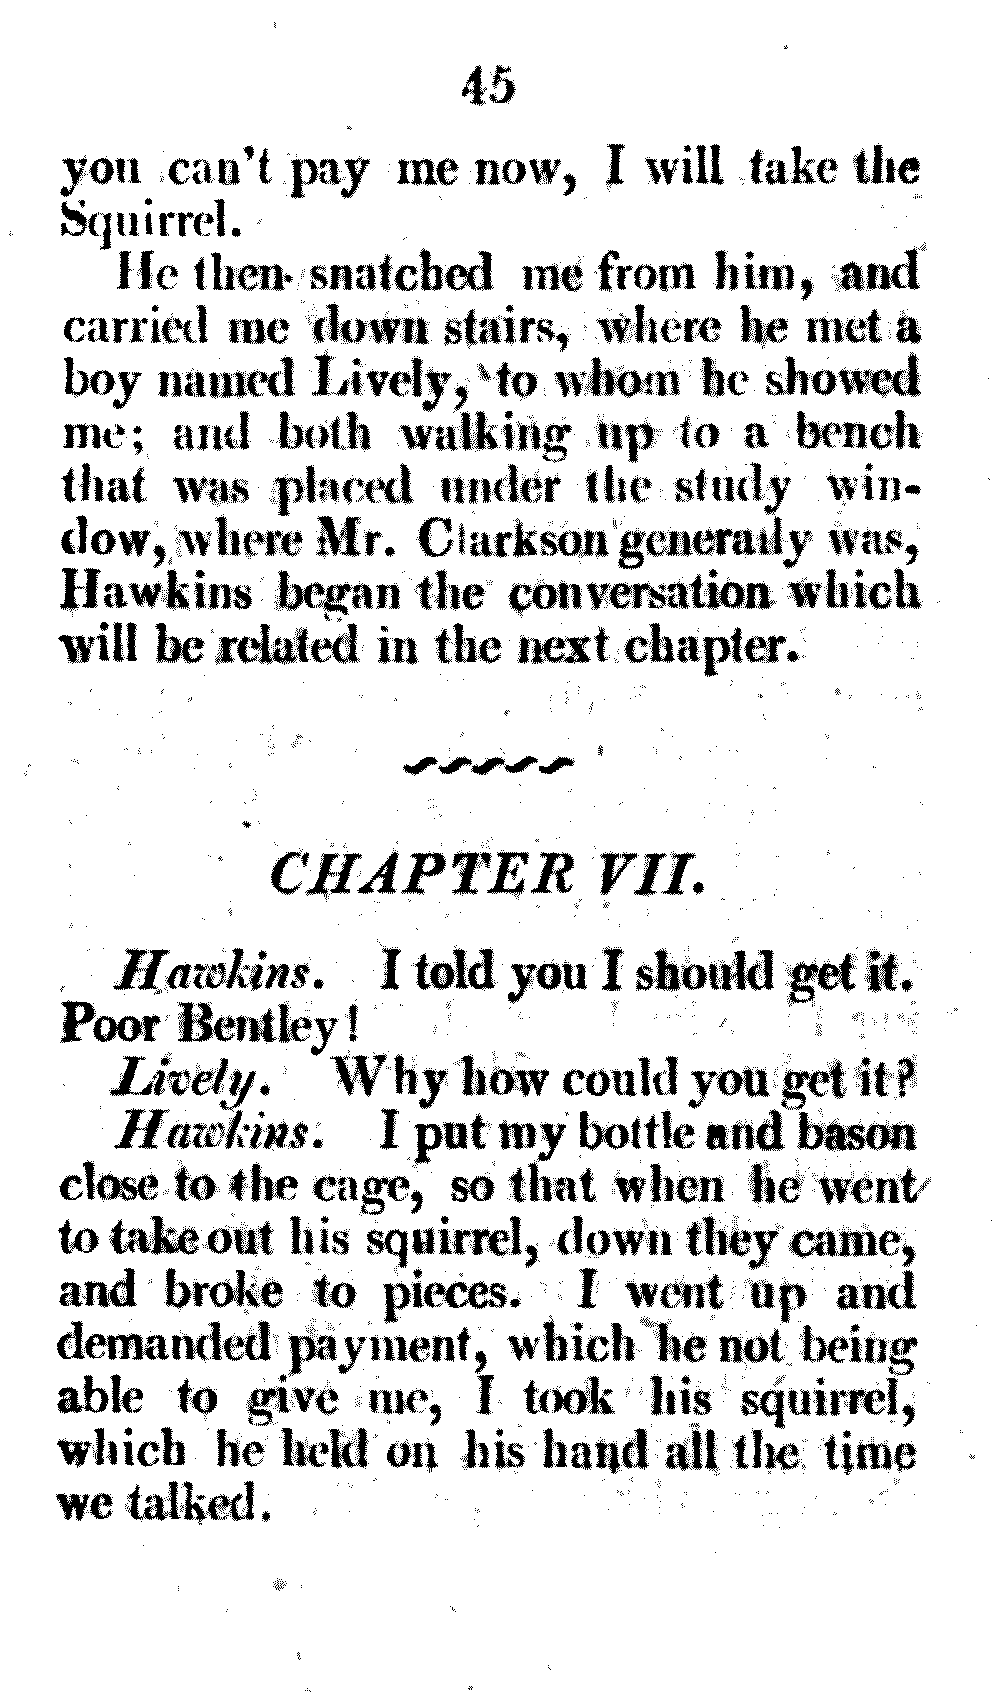 45
you can't pay me now, I will take the
Squirrel.
He then snatched me from him, and
carried me down stairs, where he met a
boy named Lively, to whom he showed
me; and both walking up to a bench
that was placed under the study win-
dow, where Mr. Clarkson generally was,
Hawkins began the conversation which
will be related in the next chapter.
CHAPTER VII.
Hawkins. I told you I should get it.
Poor Bentley!
Lively. Why how could you get it?
Hawkins. I put my bottle and bason
close to the cage, so that when he went
to take out his squirrel, down they came,
and broke to pieces. I went up and
demanded payment, which he not being
able to give me, I took his squirrel,
which he held on his hand all the time
we talked.